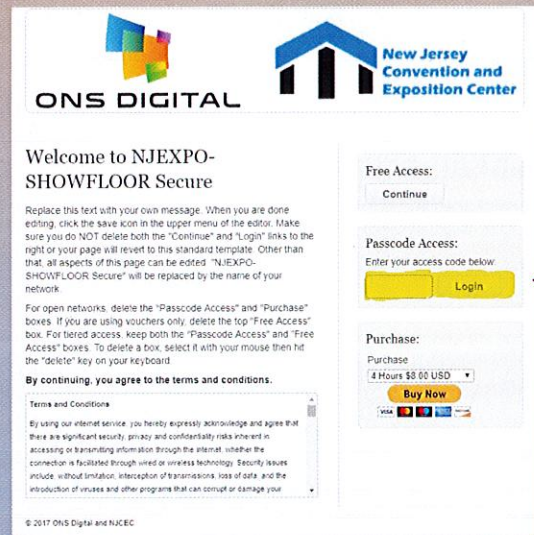 ONS DIGITAL
New Jersey
Convention and
Exposition Center
Welcome to NJEXPO-
SHOWFLOOR Secure
Replace this text with your own message. When you are done
editing, click the save icon in the upper menu of the editor. Make
sure you do NOT delete both the "Continue" and "Login" links to the
right or your page will revert to this standard template. Other than
that, all aspects of this page can be edited. "NJEXPO-
SHOWFLOOR Secure" will be replaced by the name of your
network.
For open networks, delete the "Passcode Access" and "Purchase"
boxes. If you are using vouchers only, delete the top "Free Access"
box. For tiered access, keep both the "Passcode Access" and "Free
Access" boxes. To delete a box, select it with your mouse then hit
the "delete" key on your keyboard.
By continuing, you agree to the terms and conditions.
Terms and Conditions
By using our internet service, you hereby expressly acknowledge and agree that
there are significant security, privacy and confidentiality risks inherent in
accessing or transmitting information through the internet, whether the
connection is facilitated through wired or wireless technology. Security issues
include, without limitation, interception of transmissions, loss of data, and the
introduction of viruses and other programs that can corrupt or damage your
Free Access:
Continue
Passcode Access:
Enter your access code below:
Login
Purchase:
Purchase
4 Hours $8.00 USD
Buy Now
VISA
© 2017 ONS Digital and NJCEC